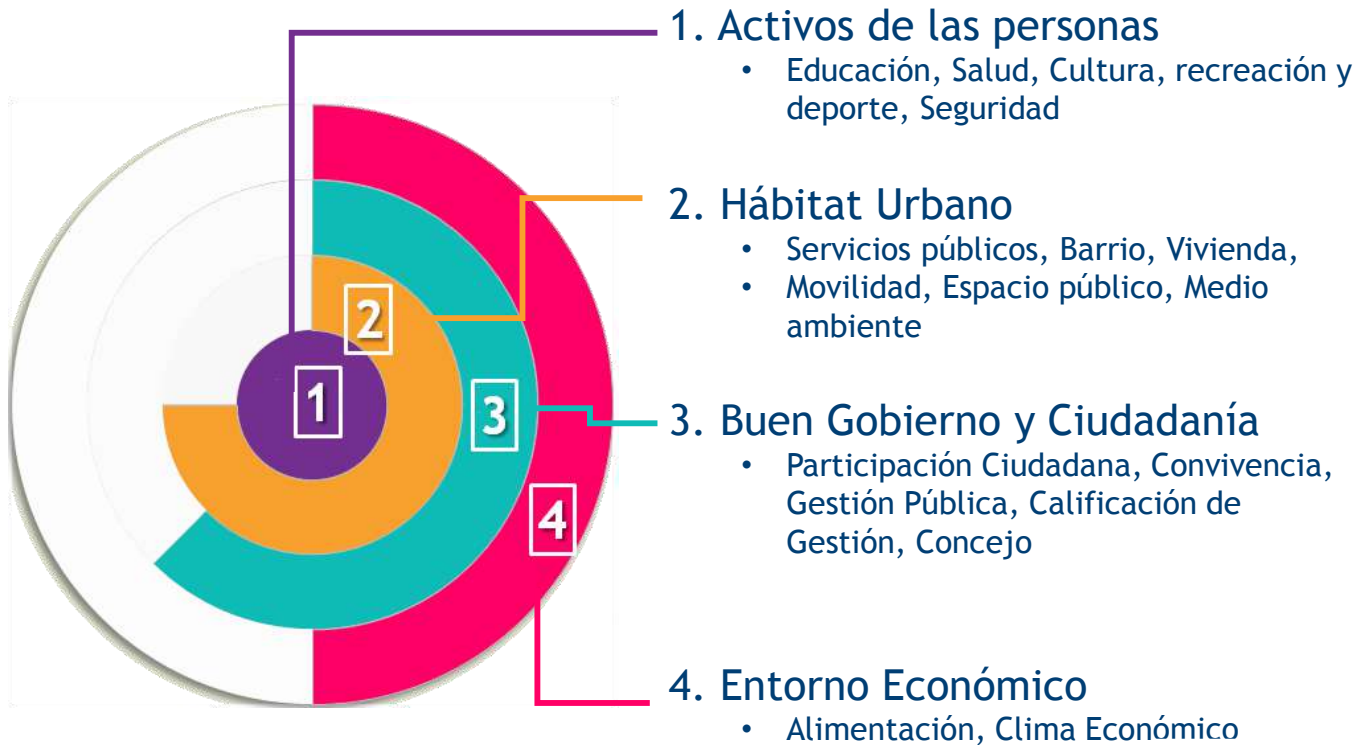 1. Activos de las personas
• Educación, Salud, Cultura, recreación y
deporte, Seguridad
2. Hábitat Urbano
• Servicios públicos, Barrio, Vivienda,
• Movilidad, Espacio público, Medio
ambiente
3. Buen Gobierno y Ciudadanía
• Participación Ciudadana, Convivencia,
Gestión Pública, Calificación de
Gestión, Concejo
4. Entorno Económico
• Alimentación, Clima Económico
2
1
3
4